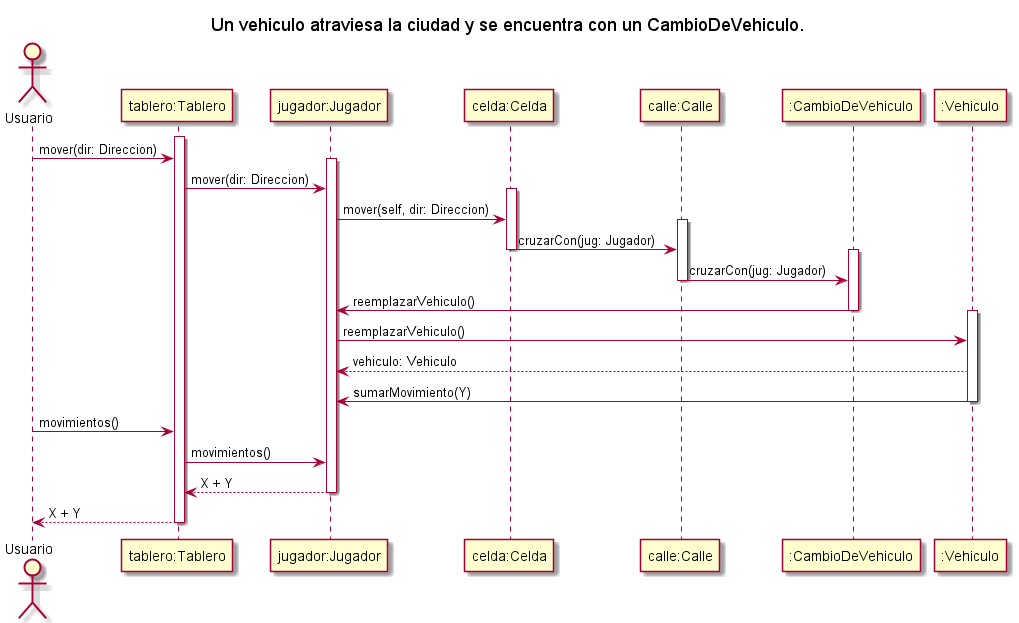 Un vehiculo atraviesa la ciudad y se encuentra con un CambioDeVehiculo.
Usuario
tablero:Tablero
jugador:Jugador
celda:Celda
calle:Calle
:CambioDeVehiculo
:Vehiculo
mover(dir: Direccion)
mover(dir: Direccion)
mover(self, dir: Direccion)
cruzarCon(jug: Jugador)
cruzarCon(jug: Jugador)
reemplazarVehiculo()
reemplazarVehiculo()
vehiculo: Vehiculo
sumarMovimiento(Y)
movimientos()
movimientos()
X + Y
X + Y
Usuario
tablero:Tablero
jugador:Jugador
celda:Celda
calle:Calle
:CambioDeVehiculo
:Vehiculo